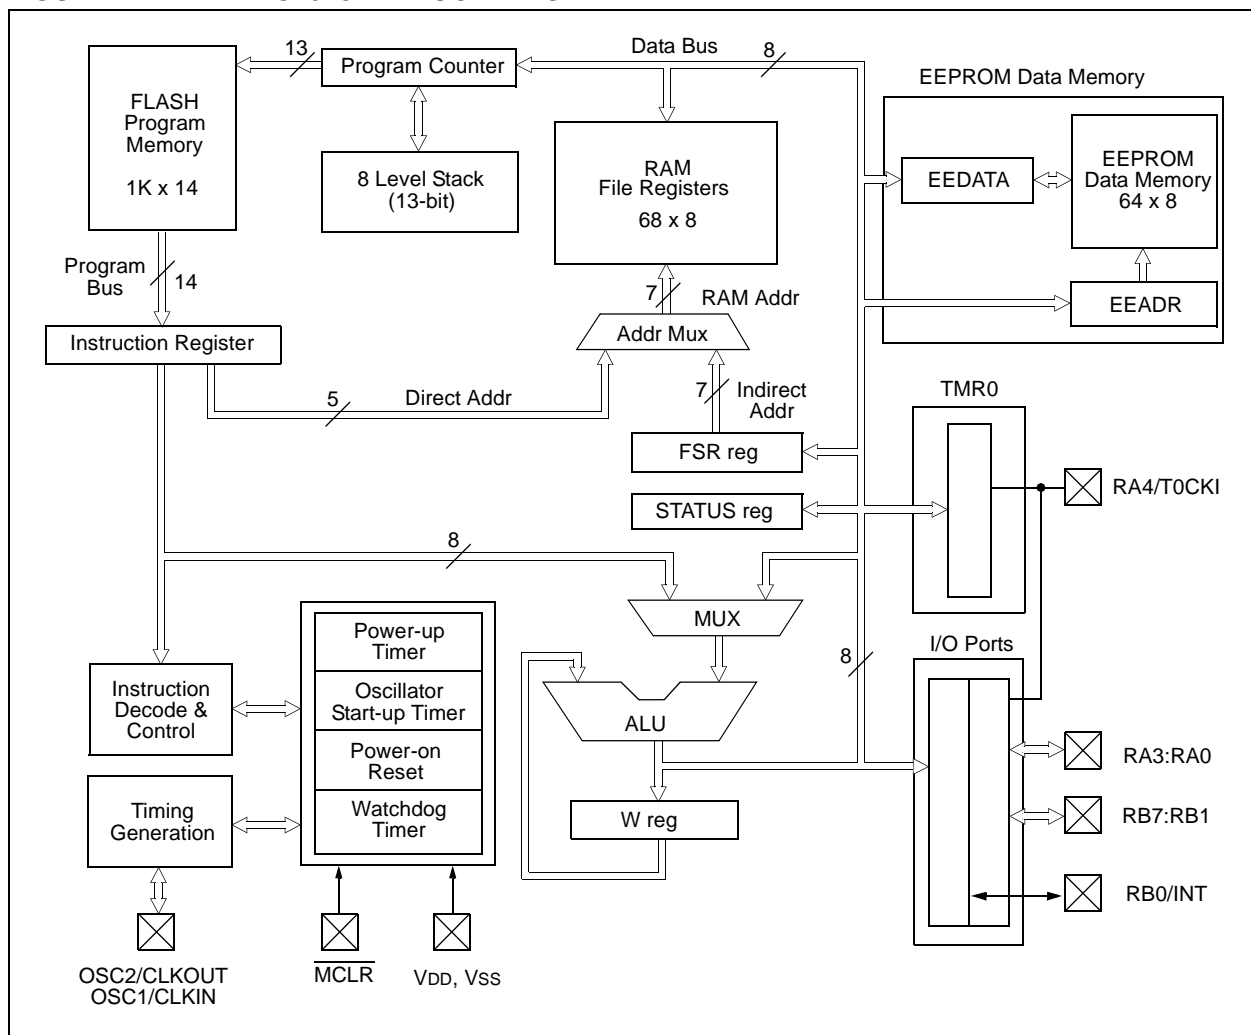 13
Program Counter
Data Bus
8
EEPROM Data Memory
FLASH
Program
Memory
1K x 14
8 Level Stack
(13-bit)
RAM
File Registers
68 x 8
EEDATA
EEPROM
Data Memory
64 x 8
EEADR
Program
Bus
14
7
RAM Addr
Instruction Register
Addr Mux
5
Direct Addr
7
Indirect
Addr
TMR0
FSR reg
RA4/T0CKI
STATUS reg
8
MUX
Power-up
Timer
I/O Ports
8
Instruction
Decode &
Control
Oscillator
Start-up Timer
ALU
Power-on
Reset
RA3:RA0
Timing
Generation
Watchdog
Timer
W reg
RB7:RB1
RB0/INT
OSC2/CLKOUT
OSC1/CLKIN
MCLR
VDD, VSS